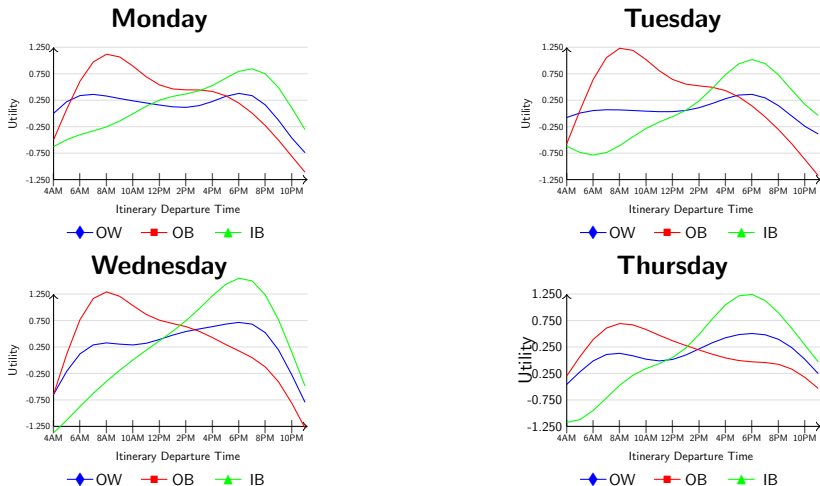 Monday
1.250
0.750
0.250
-0.250
-0.750
-1.250
Utility
4AM 6AM 8AM 10AM 12PM 2PM 4PM 6PM 8PM 10PM
Itinerary Departure Time
OW OB IB
Tuesday
1.250
0.750
0.250
-0.250
-0.750
-1.250
Utility
4AM 6AM 8AM 10AM 12PM 2PM 4PM 6PM 8PM 10PM
Itinerary Departure Time
OW OB IB
Wednesday
1.250
0.750
0.250
-0.250
-0.750
-1.250
Utility
4AM 6AM 8AM 10AM 12PM 2PM 4PM 6PM 8PM 10PM
Itinerary Departure Time
OW OB IB
Thursday
1.250
0.750
0.250
-0.250
-0.750
-1.250
Utility
4AM 6AM 8AM 10AM 12PM 2PM 4PM 6PM 8PM 10PM
Itinerary Departure Time
OW OB IB